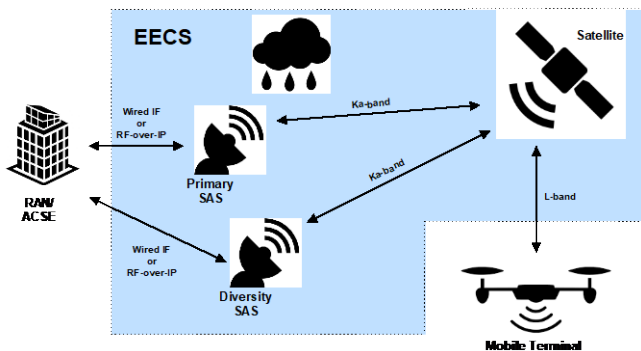 EECS
Satellite
Wired IF
or
RF-over-IP
Ka-band
Primary
SAS
Ka-band
RAN/
ACSE
L-band
Wired IF
or
RF-over-IP
Diversity
SAS
Mobile Terminal